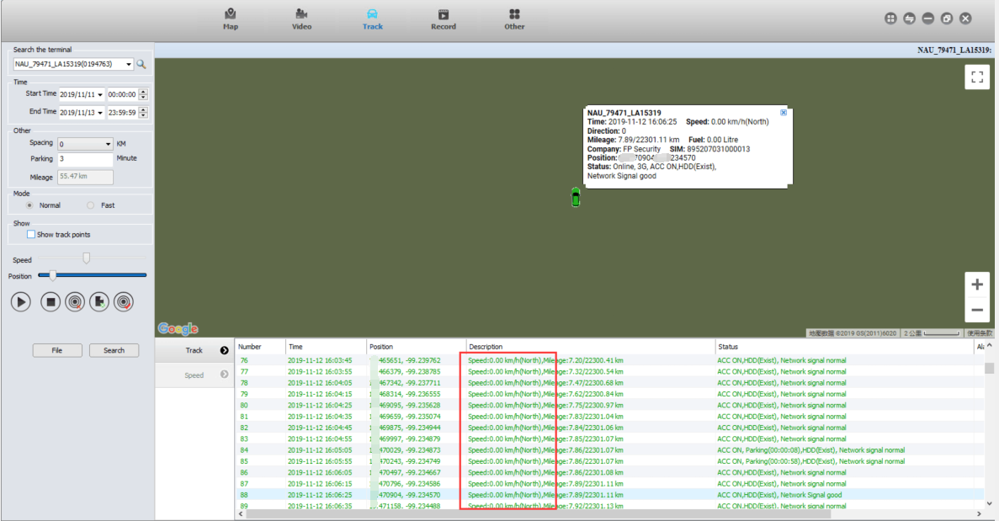 Map Video Track Record Other
Search the terminal
NAU_79471_LA15319(0194763)
NAU_79471_LA15319:
Time
Start Time 2019/11/11 00:00:00
End Time 2019/11/13 23:59:59
Other
Spacing 0 KM
Parking 3 Minute
Mileage 55.47 km
Mode
Normal Fast
Show
Show track points
Speed
Position
File Search
NAU_79471_LA15319
Time: 2019-11-12 16:06:25 Speed: 0.00 km/h(North)
Direction: 0
Mileage: 7.89/22301.11 km Fuel: 0.00 Litre
Company: FP Security SIM: 895207031000013
Position: 70904 234570
Status: Online, 3G, ACC ON,HDD(Exist),
Network Signal good
Google
地图数据 ©2019 GS(2011)6020 2 公里 使用条款
Track
Speed
Number Time Position Description Status Ala
76 2019-11-12 16:03:45 465651, -99.239762 Speed:0.00 km/h(North),Mileage:7.20/22300.41 km ACC ON,HDD(Exist), Network signal normal
77 2019-11-12 16:03:55 466379, -99.238785 Speed:0.00 km/h(North),Mileage:7.32/22300.54 km ACC ON,HDD(Exist), Network signal normal
78 2019-11-12 16:04:05 467342, -99.237711 Speed:0.00 km/h(North),Mileage:7.47/22300.68 km ACC ON,HDD(Exist), Network signal normal
79 2019-11-12 16:04:15 468314, -99.236555 Speed:0.00 km/h(North),Mileage:7.62/22300.84 km ACC ON,HDD(Exist), Network signal normal
80 2019-11-12 16:04:25 469095, -99.235628 Speed:0.00 km/h(North),Mileage:7.75/22300.97 km ACC ON,HDD(Exist), Network signal normal
81 2019-11-12 16:04:35 469659, -99.235074 Speed:0.00 km/h(North),Mileage:7.83/22301.04 km ACC ON,HDD(Exist), Network signal normal
82 2019-11-12 16:04:45 469875, -99.234944 Speed:0.00 km/h(North),Mileage:7.84/22301.06 km ACC ON,HDD(Exist), Network signal normal
83 2019-11-12 16:04:55 469997, -99.234879 Speed:0.00 km/h(North),Mileage:7.85/22301.07 km ACC ON,HDD(Exist), Network signal normal
84 2019-11-12 16:05:05 470029, -99.234873 Speed:0.00 km/h(North),Mileage:7.86/22301.07 km ACC ON, Parking(00:00:08),HDD(Exist), Network signal normal
85 2019-11-12 16:05:55 470243, -99.234749 Speed:0.00 km/h(North),Mileage:7.86/22301.07 km ACC ON, Parking(00:00:58),HDD(Exist), Network signal normal
86 2019-11-12 16:06:05 470497, -99.234667 Speed:0.00 km/h(North),Mileage:7.86/22301.08 km ACC ON,HDD(Exist), Network signal normal
87 2019-11-12 16:06:15 470796, -99.234586 Speed:0.00 km/h(North),Mileage:7.89/22301.11 km ACC ON,HDD(Exist), Network signal normal
88 2019-11-12 16:06:25 470904, -99.234570 Speed:0.00 km/h(North),Mileage:7.89/22301.11 km ACC ON,HDD(Exist), Network Signal good
89 2019-11-12 16:06:35 471158, -99.234488 Speed:0.00 km/h(North),Mileage:7.92/22301.13 km ACC ON,HDD(Exist), Network signal normal